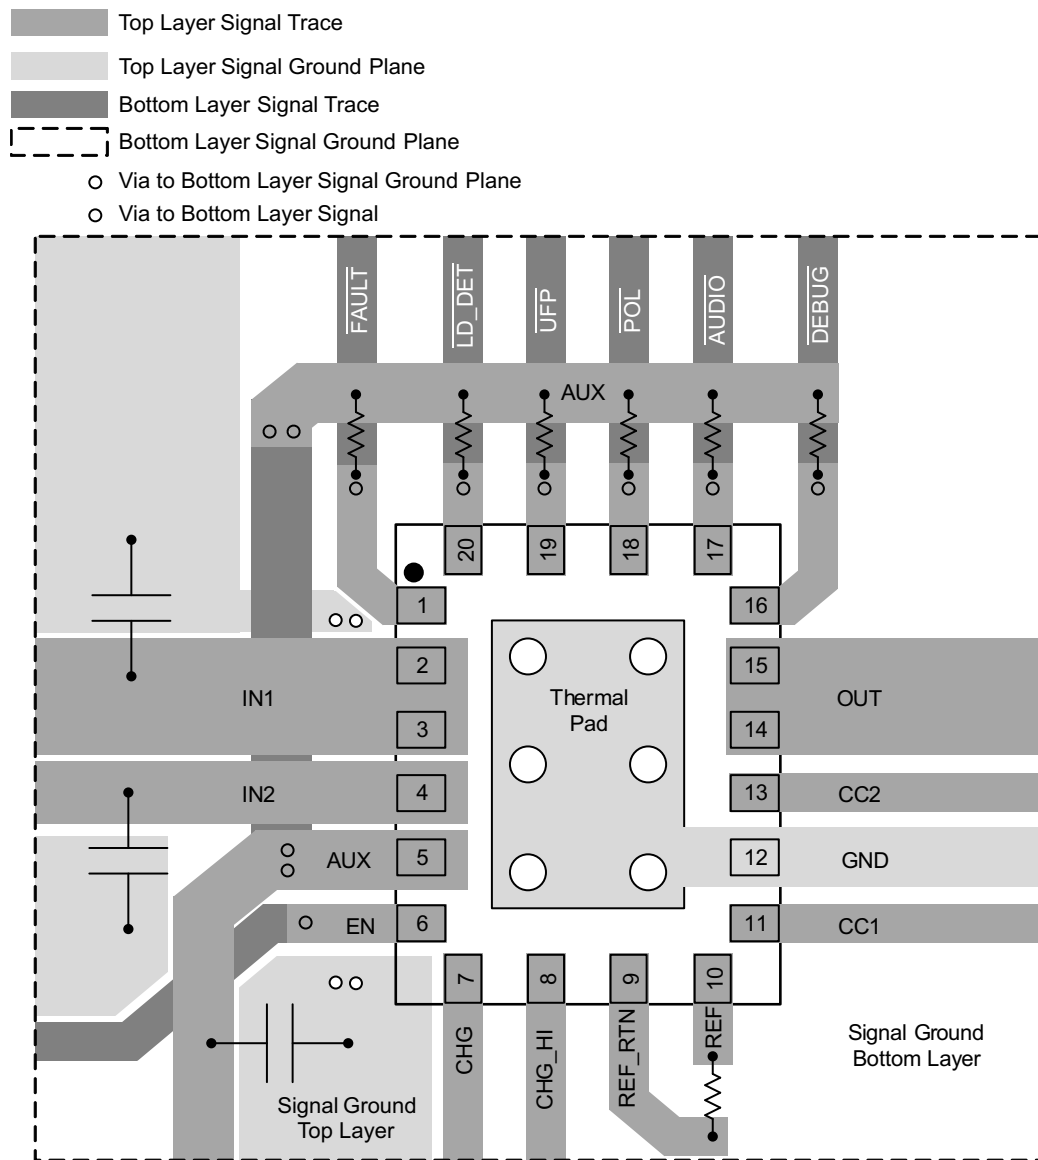 Top Layer Signal Trace
Top Layer Signal Ground Plane
Bottom Layer Signal Trace
Bottom Layer Signal Ground Plane
Via to Bottom Layer Signal Ground Plane
Via to Bottom Layer Signal
FAULT
LD_DET
UFP
POL
AUDIO
DEBUG
AUX
20
19
18
17
1
16
2
15
IN1
Thermal
Pad
OUT
3
14
IN2
4
13
CC2
AUX
5
12
GND
EN
6
11
CC1
7
8
9
10
CHG
CHG_HI
REF_RTN
REF
Signal Ground
Bottom Layer
Signal Ground
Top Layer